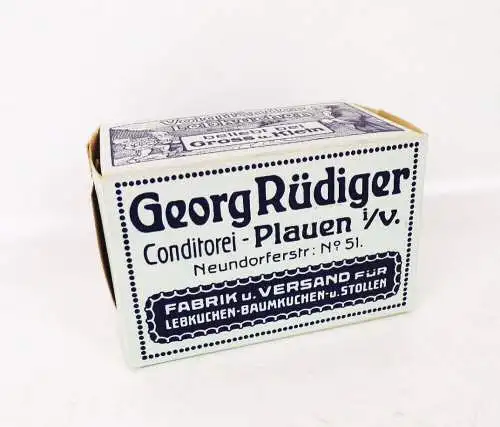 beliebt bei
Gross u. Klein
Georg Rüdiger
Conditorei - Plauen i/V.
Neundorferstr: No 51.
FABRIK u. VERSAND FÜR
LEBKUCHEN-BAUMKUCHEN-u. STOLLEN